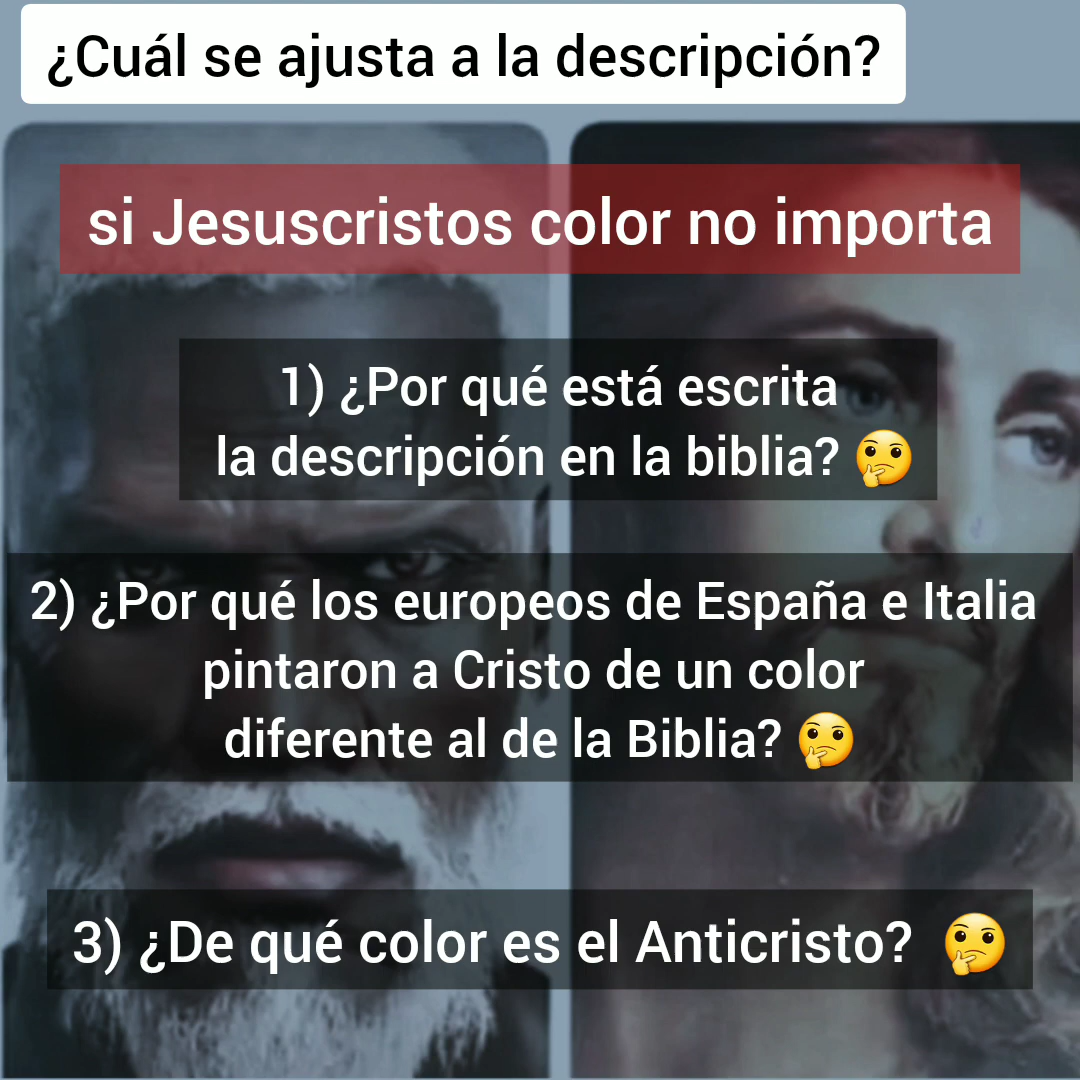 ¿Cuál se ajusta a la descripción?
si Jesuscristos color no importa
1) ¿Por qué está escrita
la descripción en la biblia? 🤔
2) ¿Por qué los europeos de España e Italia
pintaron a Cristo de un color
diferente al de la Biblia? 🤔
3) ¿De qué color es el Anticristo? 🤔